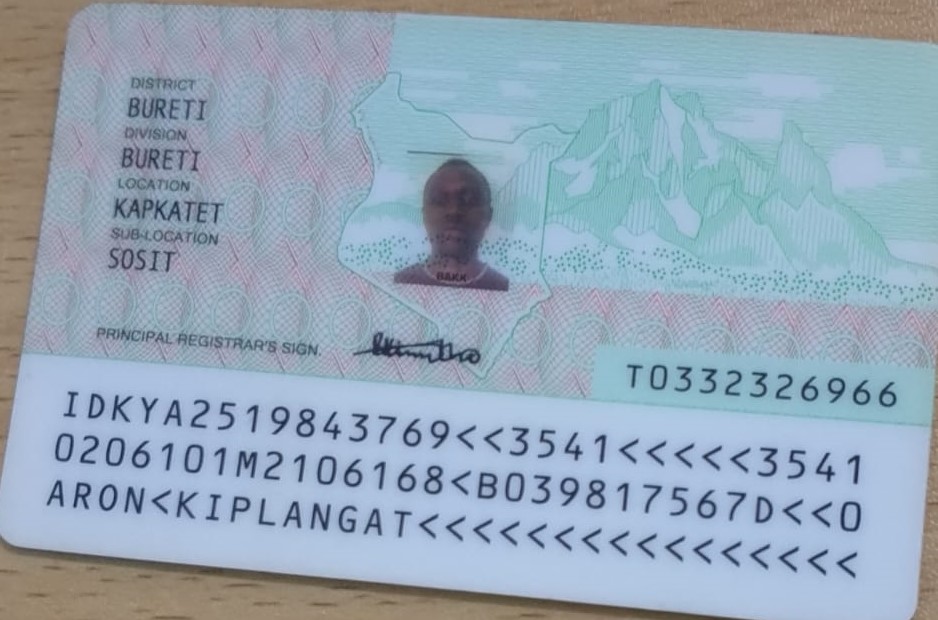 DISTRICT
BURETI
DIVISION
BURETI
LOCATION
KAPKATET
SUB-LOCATION
SOSIT
PRINCIPAL REGISTRAR'S SIGN.
T0332326966
IDKYA2519843769<<3541<<<<<3541
0206101M2106168<B039817567D<<0
ARON<KIPLANGAT<<<<<<<<<<<<<<<<